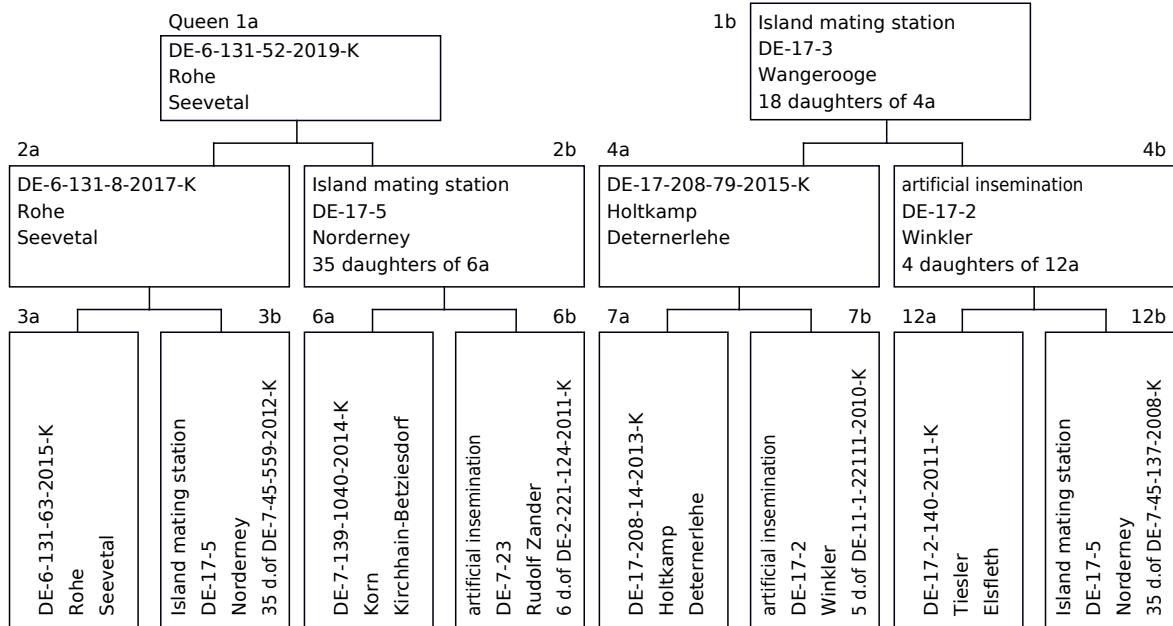 Queen 1a
DE-6-131-52-2019-K
Rohe
Seevetal
1b
Island mating station
DE-17-3
Wangerooge
18 daughters of 4a
2a
DE-6-131-8-2017-K
Rohe
Seevetal
2b
Island mating station
DE-17-5
Norderney
35 daughters of 6a
4a
DE-17-208-79-2015-K
Holtkamp
Deternerlehe
4b
artificial insemination
DE-17-2
Winkler
4 daughters of 12a
3a
DE-6-131-63-2015-K
Rohe
Seevetal
3b
Island mating station
DE-17-5
Norderney
35 d.of DE-7-45-559-2012-K
6a
DE-7-139-1040-2014-K
Korn
Kirchhain-Betziesdorf
6b
artificial insemination
DE-7-23
Rudolf Zander
6 d.of DE-2-221-124-2011-K
7a
DE-17-208-14-2013-K
Holtkamp
Deternerlehe
7b
artificial insemination
DE-17-2
Winkler
5 d.of DE-11-1-22111-2010-K
12a
DE-17-2-140-2011-K
Tiesler
Elsfleth
12b
Island mating station
DE-17-5
Norderney
35 d.of DE-7-45-137-2008-K